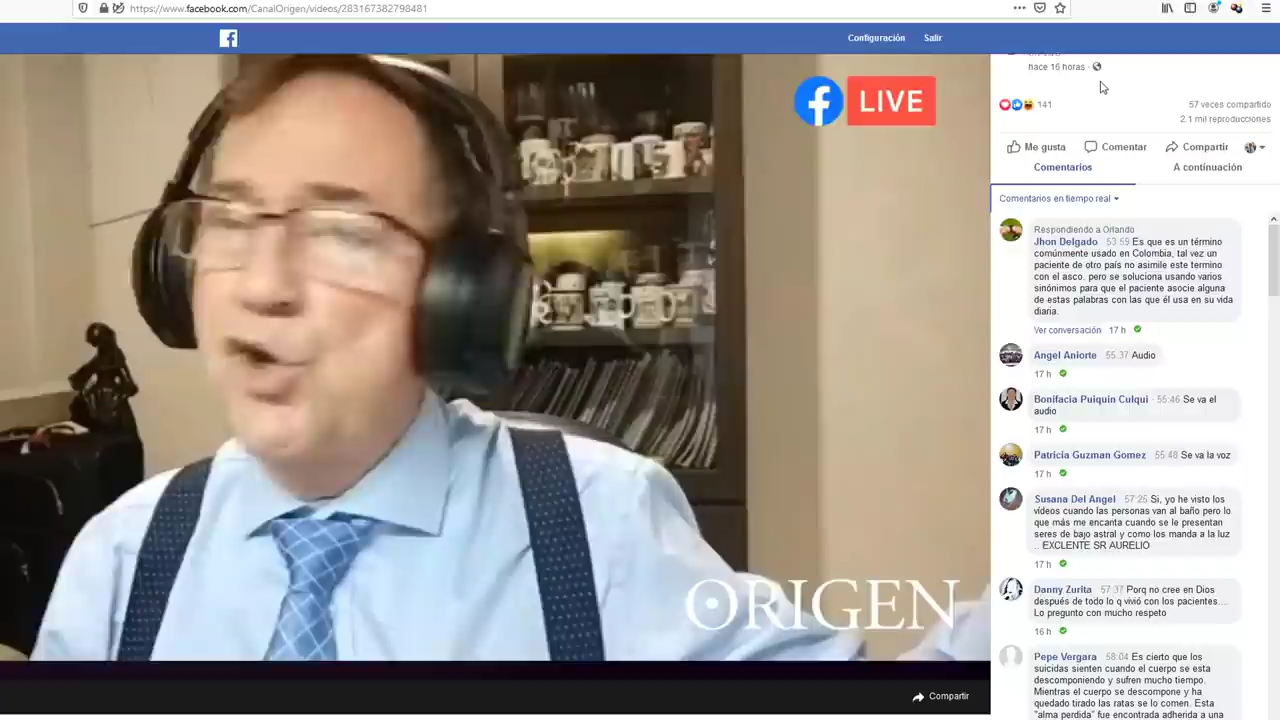 https://www.facebook.com/CanalOrigen/videos/283167382798481
Configuración Salir
LIVE
ORIGEN
Compartir
hace 16 horas ·
141
57 veces compartido
2.1 mil reproducciones
Me gusta Comentar Compartir
Comentarios A continuación
Comentarios en tiempo real
Respondiendo a Orlando
Jhon Delgado · 53:59 Es que es un término
comúnmente usado en Colombia, tal vez un
paciente de otro país no asimile este termino
con el asco. pero se soluciona usando varios
sinónimos para que el paciente asocie alguna
de estas palabras con las que él usa en su vida
diaria.
Ver conversación 17 h
Angel Aniorte · 55:37 Audio
17 h
Bonifacia Puiquin Culqui · 55:46 Se va el
audio
17 h
Patricia Guzman Gomez · 55:48 Se va la voz
17 h
Susana Del Angel · 57:25 Si, yo he visto los
vídeos cuando las personas van al baño pero lo
que más me encanta cuando se le presentan
seres de bajo astral y como los manda a la luz
.. EXCLENTE SR AURELIO
17 h
Danny Zurita · 57:37 Porq no cree en Dios
después de todo lo q vivió con los pacientes....
Lo pregunto con mucho respeto
16 h
Pepe Vergara · 58:04 Es cierto que los
suicidas sienten cuando el cuerpo se esta
descomponiendo y sufren mucho tiempo.
Mientras el cuerpo se descompone y ha
quedado tirado las ratas se lo comen. Esta
"alma perdida" fue encontrada adherida a una